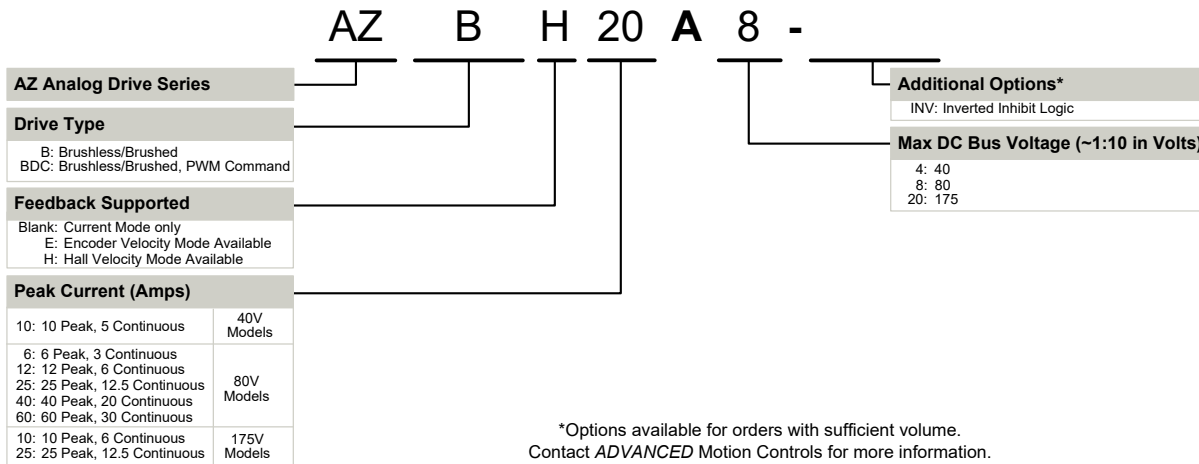 AZ B H 20 A 8 -
AZ Analog Drive Series
Drive Type
B: Brushless/Brushed
BDC: Brushless/Brushed, PWM Command
Feedback Supported
Blank: Current Mode only
E: Encoder Velocity Mode Available
H: Hall Velocity Mode Available
Peak Current (Amps)
10: 10 Peak, 5 Continuous
40V
Models
6: 6 Peak, 3 Continuous
12: 12 Peak, 6 Continuous
25: 25 Peak, 12.5 Continuous
40: 40 Peak, 20 Continuous
60: 60 Peak, 30 Continuous
80V
Models
10: 10 Peak, 6 Continuous
25: 25 Peak, 12.5 Continuous
175V
Models
Additional Options*
INV: Inverted Inhibit Logic
Max DC Bus Voltage (~1:10 in Volts)
4: 40
8: 80
20: 175
*Options available for orders with sufficient volume.
Contact ADVANCED Motion Controls for more information.